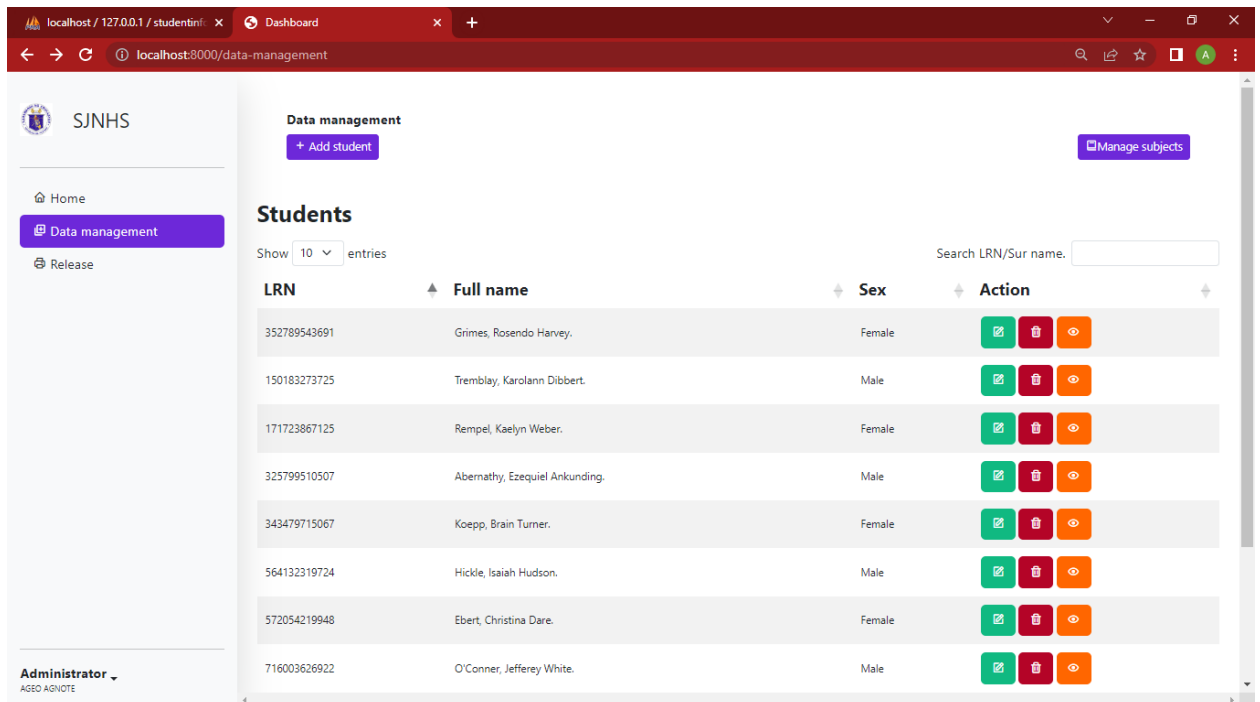 localhost / 127.0.0.1 / studentinfo
Dashboard
localhost:8000/data-management
A
SJNHS
Home
Data management
Release
Administrator
AGEO AGNOTE
Data management
+ Add student
Manage subjects
Students
Show 10 entries
Search LRN/Sur name.
LRN Full name Sex Action
352789543691 Grimes, Rosendo Harvey. Female
150183273725 Tremblay, Karolann Dibbert. Male
171723867125 Rempel, Kaelyn Weber. Female
325799510507 Abernathy, Ezequiel Ankunding. Male
343479715067 Koepp, Brain Turner. Female
564132319724 Hickle, Isaiah Hudson. Male
572054219948 Ebert, Christina Dare. Female
716003626922 O'Conner, Jefferey White. Male